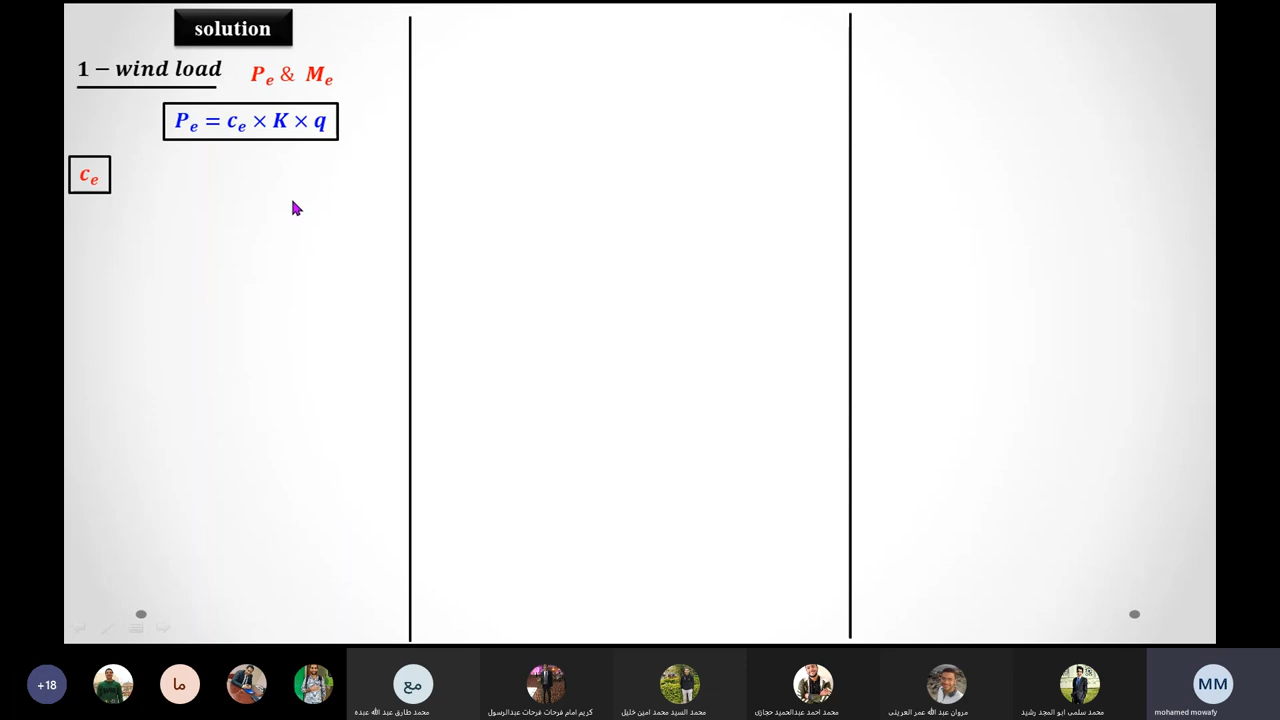 solution
1 − wind load P_e & M_e
P_e = c_e × K × q
c_e
+18
ما
مع
MM
محمد طارق عبد الله عبده
كريم امام فرحات فرحات عبدالرسول
محمد السيد محمد امين خليل
محمد احمد عبدالحميد حجازى
مروان عبد الله عمر العرينى
محمد سلمى ابو المجد رشيد
mohamed mowafy